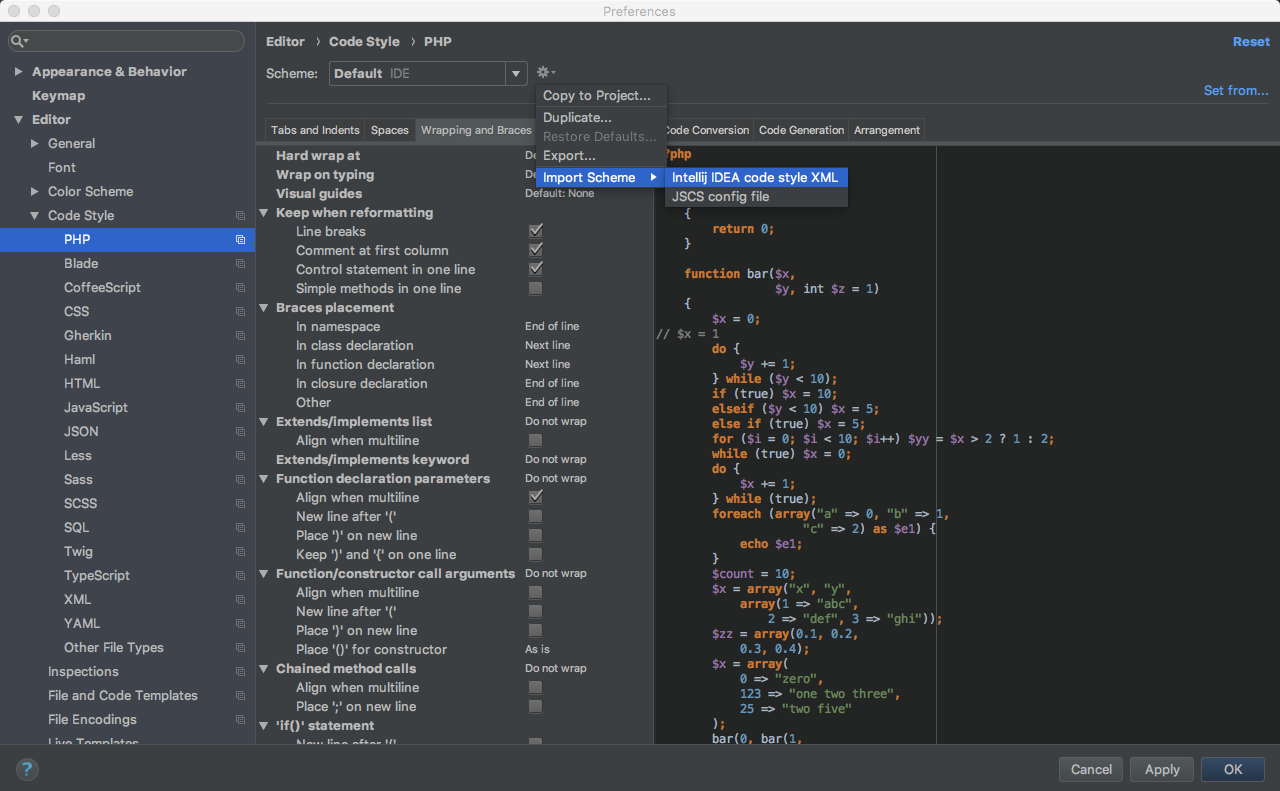 Preferences
Appearance & Behavior
Keymap
Editor
General
Font
Color Scheme
Code Style
PHP
Blade
CoffeeScript
CSS
Gherkin
Haml
HTML
JavaScript
JSON
Less
Sass
SCSS
SQL
Twig
TypeScript
XML
YAML
Other File Types
Inspections
File and Code Templates
File Encodings
Live Templates
Editor › Code Style › PHP
Reset
Scheme: Default IDE
Set from...
Copy to Project...
Duplicate...
Restore Defaults...
Export...
Import Scheme
Intellij IDEA code style XML
JSCS config file
Tabs and Indents Spaces Wrapping and Braces Code Conversion Code Generation Arrangement
Hard wrap at De
Wrap on typing De
Visual guides Default: None
Keep when reformatting
Line breaks
Comment at first column
Control statement in one line
Simple methods in one line
Braces placement
In namespace End of line
In class declaration Next line
In function declaration Next line
In closure declaration End of line
Other End of line
Extends/implements list Do not wrap
Align when multiline
Extends/implements keyword Do not wrap
Function declaration parameters Do not wrap
Align when multiline
New line after '('
Place ')' on new line
Keep ')' and '{' on one line
Function/constructor call arguments Do not wrap
Align when multiline
New line after '('
Place ')' on new line
Place '()' for constructor As is
Chained method calls Do not wrap
Align when multiline
Place ';' on new line
'if()' statement
New line after '('
?php
{
return 0;
}
function bar($x,
$y, int $z = 1)
{
$x = 0;
// $x = 1
do {
$y += 1;
} while ($y < 10);
if (true) $x = 10;
elseif ($y < 10) $x = 5;
else if (true) $x = 5;
for ($i = 0; $i < 10; $i++) $yy = $x > 2 ? 1 : 2;
while (true) $x = 0;
do {
$x += 1;
} while (true);
foreach (array("a" => 0, "b" => 1,
"c" => 2) as $e1) {
echo $e1;
}
$count = 10;
$x = array("x", "y",
array(1 => "abc",
2 => "def", 3 => "ghi"));
$zz = array(0.1, 0.2,
0.3, 0.4);
$x = array(
0 => "zero",
123 => "one two three",
25 => "two five"
);
bar(0, bar(1,
?
Cancel Apply OK